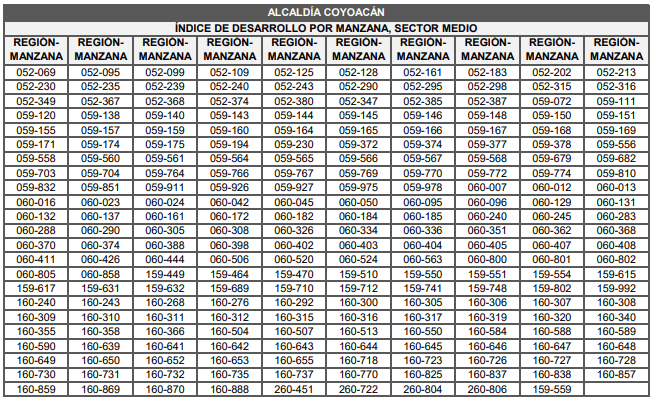 ALCALDÍA COYOACÁN
ÍNDICE DE DESARROLLO POR MANZANA, SECTOR MEDIO
REGIÓN- REGIÓN- REGIÓN- REGIÓN- REGIÓN- REGIÓN- REGIÓN- REGIÓN- REGIÓN- REGIÓN-
MANZANA MANZANA MANZANA MANZANA MANZANA MANZANA MANZANA MANZANA MANZANA MANZANA
052-069 052-095 052-099 052-109 052-125 052-128 052-161 052-183 052-202 052-213
052-230 052-235 052-239 052-240 052-243 052-290 052-295 052-298 052-315 052-316
052-349 052-367 052-368 052-374 052-380 052-347 052-385 052-387 059-072 059-111
059-120 059-138 059-140 059-143 059-144 059-145 059-146 059-148 059-150 059-151
059-155 059-157 059-159 059-160 059-164 059-165 059-166 059-167 059-168 059-169
059-171 059-174 059-175 059-194 059-230 059-372 059-374 059-377 059-378 059-556
059-558 059-560 059-561 059-564 059-565 059-566 059-567 059-568 059-679 059-682
059-703 059-704 059-764 059-766 059-767 059-769 059-770 059-772 059-774 059-810
059-832 059-851 059-911 059-926 059-927 059-975 059-978 060-007 060-012 060-013
060-016 060-023 060-024 060-042 060-045 060-050 060-095 060-096 060-129 060-131
060-132 060-137 060-161 060-172 060-182 060-184 060-185 060-240 060-245 060-283
060-288 060-290 060-305 060-308 060-326 060-334 060-336 060-351 060-362 060-368
060-370 060-374 060-388 060-398 060-402 060-403 060-404 060-405 060-407 060-408
060-411 060-426 060-444 060-506 060-520 060-524 060-563 060-800 060-801 060-802
060-805 060-858 159-449 159-464 159-470 159-510 159-550 159-551 159-554 159-615
159-617 159-631 159-632 159-689 159-710 159-712 159-741 159-748 159-802 159-992
160-240 160-243 160-268 160-276 160-292 160-300 160-305 160-306 160-307 160-308
160-309 160-310 160-311 160-312 160-315 160-316 160-317 160-319 160-320 160-340
160-355 160-358 160-366 160-504 160-507 160-513 160-550 160-584 160-588 160-589
160-590 160-639 160-641 160-642 160-643 160-644 160-645 160-646 160-647 160-648
160-649 160-650 160-652 160-653 160-655 160-718 160-723 160-726 160-727 160-728
160-730 160-731 160-732 160-735 160-737 160-770 160-825 160-837 160-838 160-857
160-859 160-869 160-870 160-888 260-451 260-722 260-804 260-806 159-559